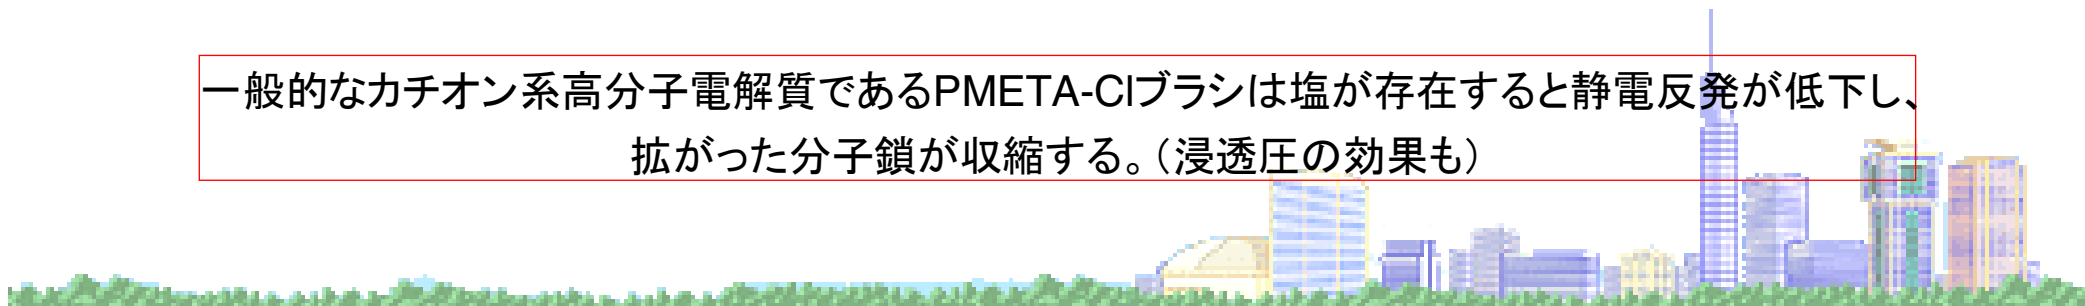 一般的なカチオン系高分子電解質であるPMETA-Clブラシは塩が存在すると静電反発が低下し、
拡がった分子鎖が収縮する。（浸透圧の効果も）